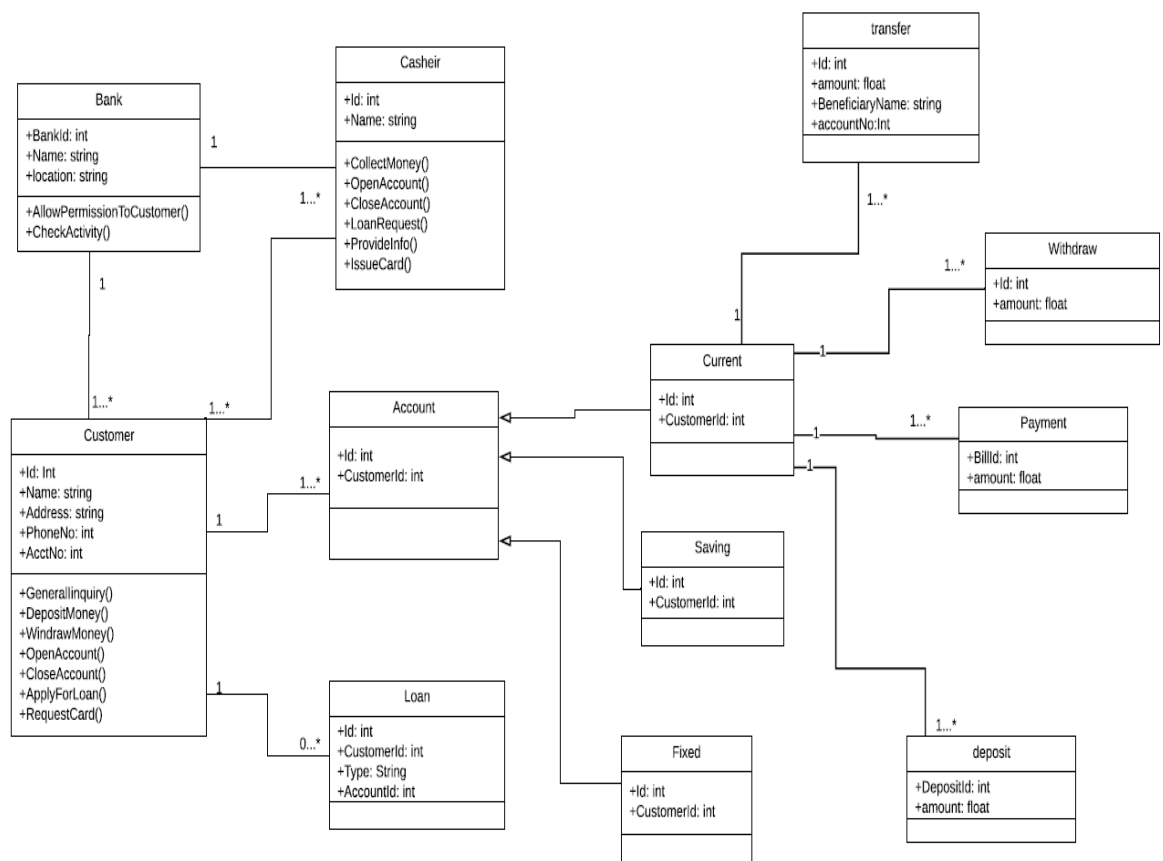 Bank
+BankId: int
+Name: string
+location: string
+AllowPermissionToCustomer()
+CheckActivity()
1
1
1...*
Casheir
+Id: int
+Name: string
+CollectMoney()
+OpenAccount()
+CloseAccount()
+LoanRequest()
+ProvideInfo()
+IssueCard()
1...*
1...*
Customer
+Id: Int
+Name: string
+Address: string
+PhoneNo: int
+AcctNo: int
+GeneralIinquiry()
+DepositMoney()
+WindrawMoney()
+OpenAccount()
+CloseAccount()
+ApplyForLoan()
+RequestCard()
1
1...*
1
0...*
Account
+Id: int
+CustomerId: int
Loan
+Id: int
+CustomerId: int
+Type: String
+AccountId: int
transfer
+Id: int
+amount: float
+BeneficiaryName: string
+accountNo:Int
1...*
1
Withdraw
+Id: int
+amount: float
1...*
1
Current
+Id: int
+CustomerId: int
1
1...*
Payment
+BillId: int
+amount: float
1
Saving
+Id: int
+CustomerId: int
Fixed
+Id: int
+CustomerId: int
1...*
deposit
+DepositId: int
+amount: float